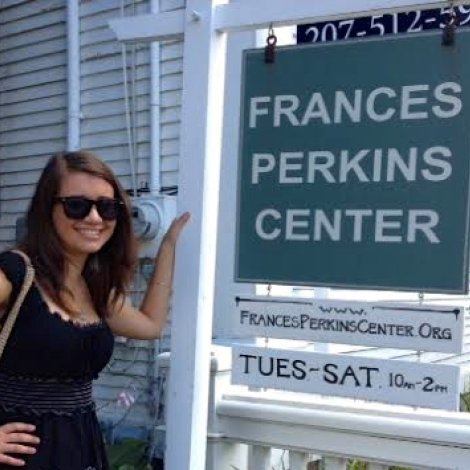 207-512-
FRANCES
PERKINS
CENTER
WWW.
FRANCESPERKINSCENTER.ORG
TUES~SAT. 10AM-2PM